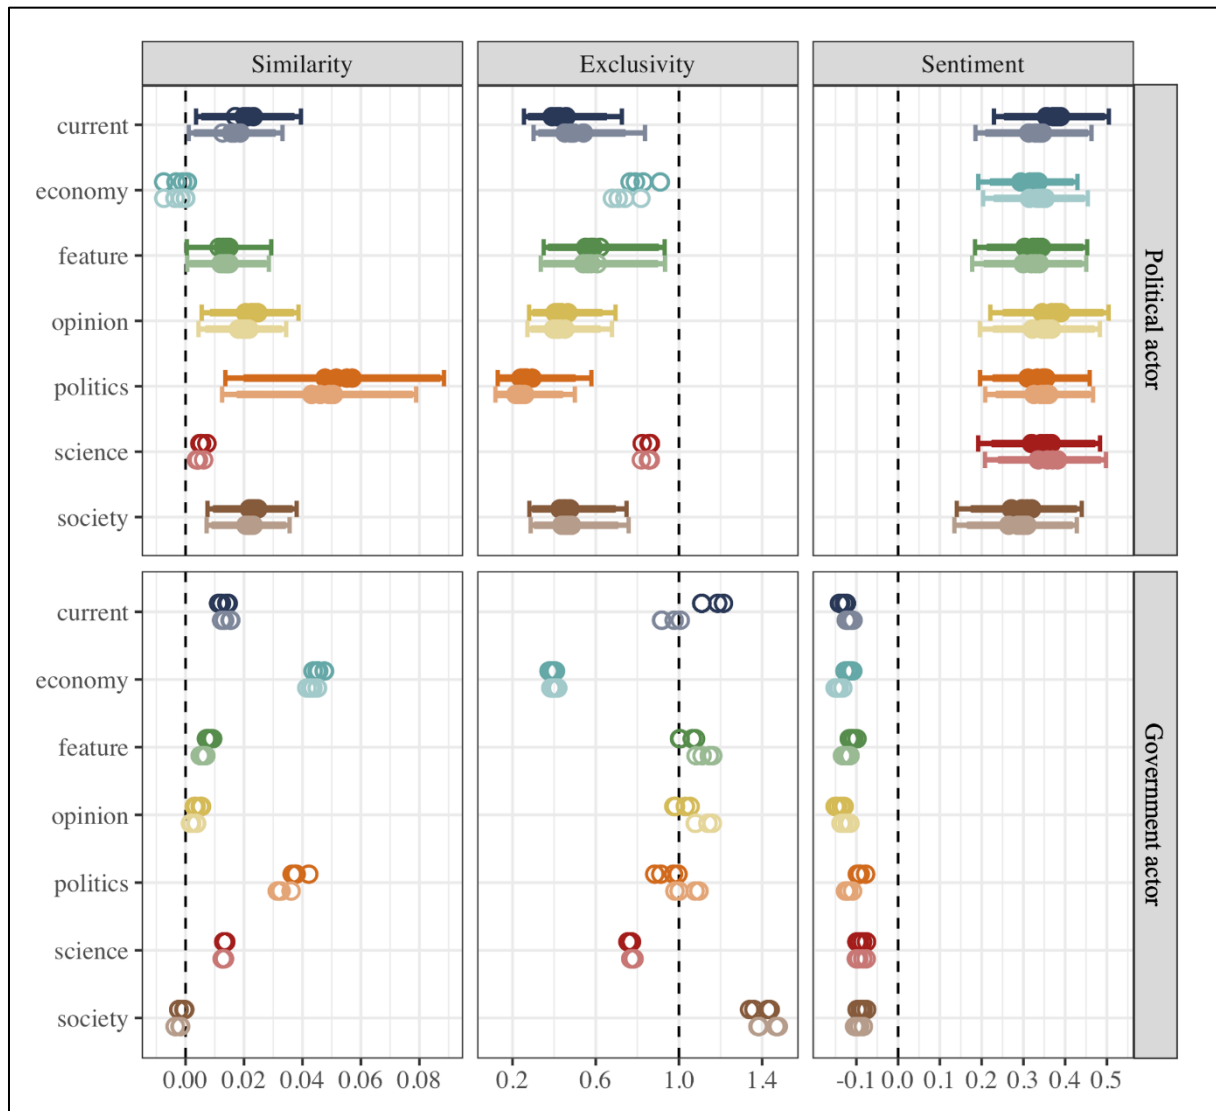 Similarity Exclusivity Sentiment
current
economy
feature
opinion
politics
science
society
Political actor
current
economy
feature
opinion
politics
science
society
Government actor
0.00 0.02 0.04 0.06 0.08 0.2 0.6 1.0 1.4 -0.1 0.0 0.1 0.2 0.3 0.4 0.5